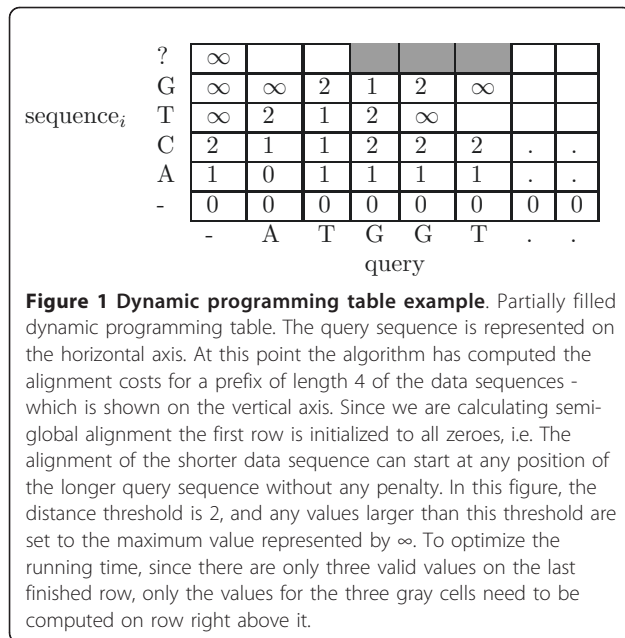 ? ∞
G ∞ ∞ 2 1 2 ∞
sequenceᵢ T ∞ 2 1 2 ∞
C 2 1 1 2 2 2 . .
A 1 0 1 1 1 1 . .
- 0 0 0 0 0 0 0 0
- A T G G T . .
query
Figure 1 Dynamic programming table example. Partially filled
dynamic programming table. The query sequence is represented on
the horizontal axis. At this point the algorithm has computed the
alignment costs for a prefix of length 4 of the data sequences -
which is shown on the vertical axis. Since we are calculating semi-
global alignment the first row is initialized to all zeroes, i.e. The
alignment of the shorter data sequence can start at any position of
the longer query sequence without any penalty. In this figure, the
distance threshold is 2, and any values larger than this threshold are
set to the maximum value represented by ∞. To optimize the
running time, since there are only three valid values on the last
finished row, only the values for the three gray cells need to be
computed on row right above it.